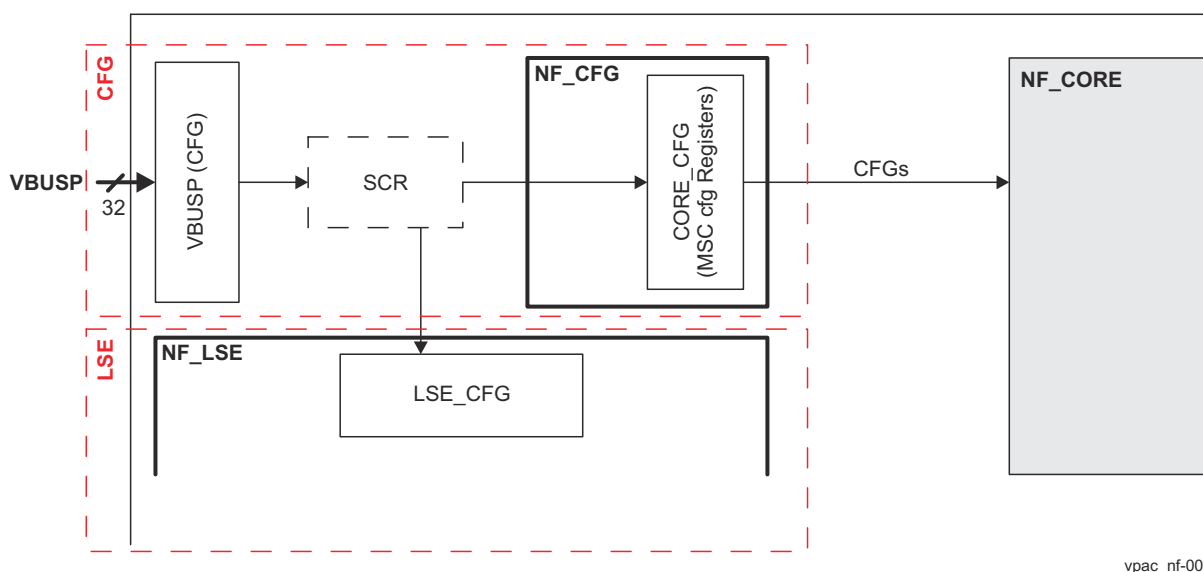 CFG
VBUSP
32
VBUSP (CFG)
SCR
NF_CFG
CORE_CFG
(MSC cfg Registers)
CFGs
NF_CORE
LSE
NF_LSE
LSE_CFG
vpac_nf-00